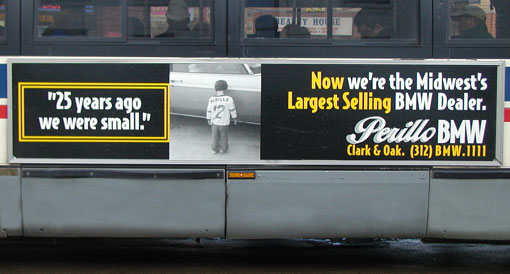 BEAUTY HOUSE
"25 years ago
we were small."
PERILLO
12
Now we're the Midwest's
Largest Selling BMW Dealer.
Perillo BMW
Clark & Oak. (312) BMW.1111